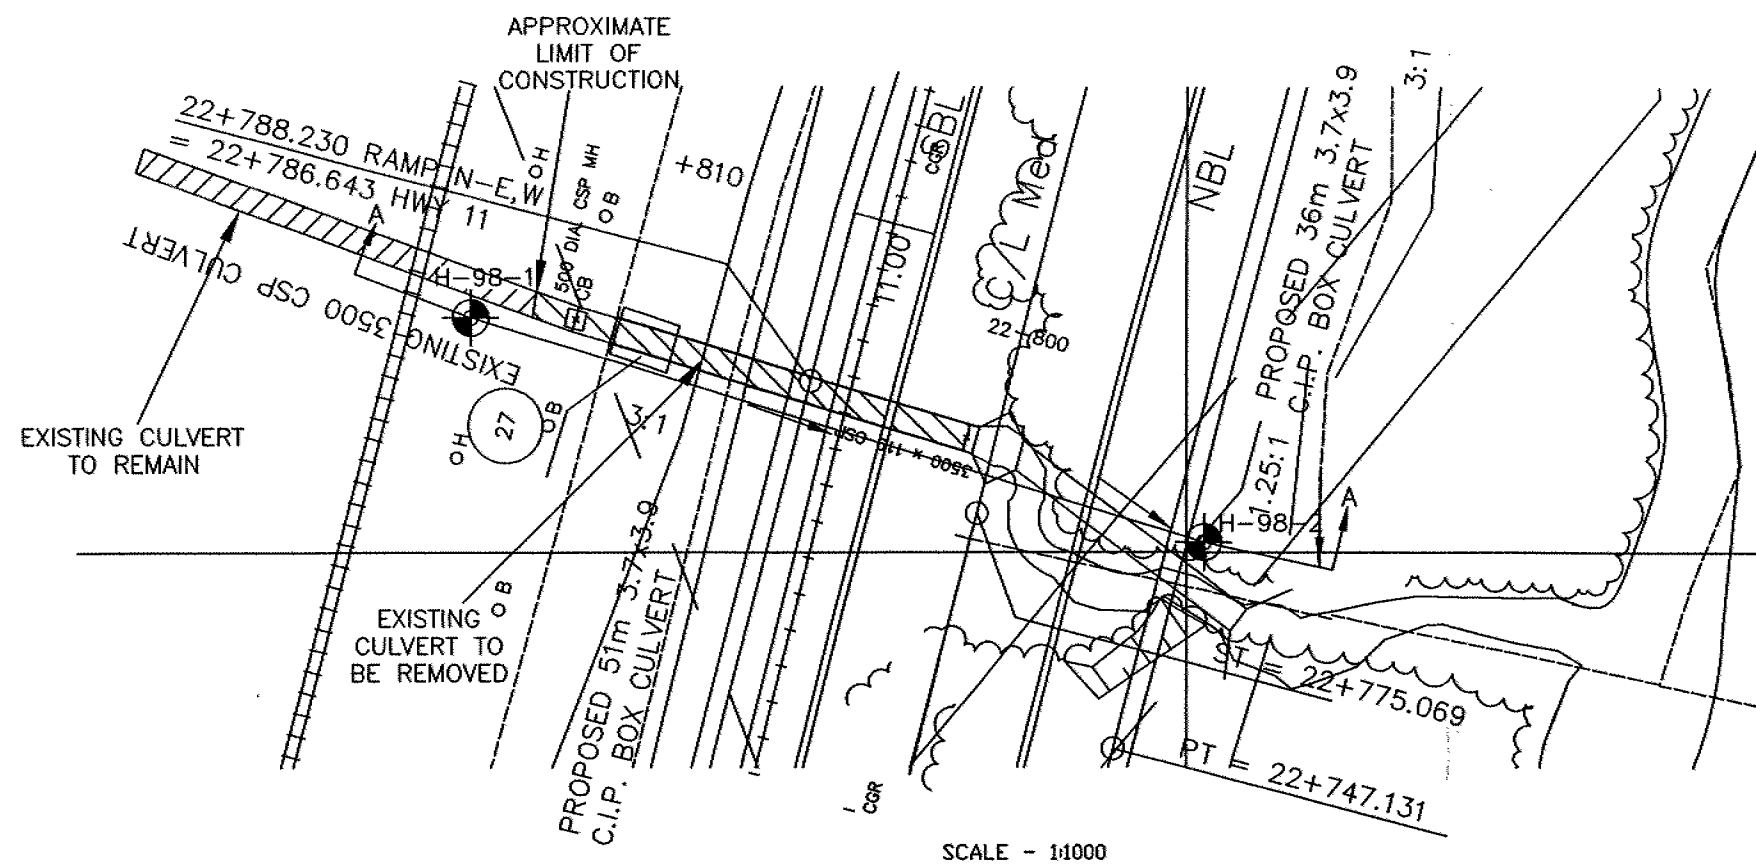 APPROXIMATE
LIMIT OF
CONSTRUCTION
22+788.230 RAMP N-E,W
= 22+786.643 HWY 11
OH
500 DIA CSP MH
OB
+810
SBL
CGR
C/L Med
NBL
PROPOSED 36m 3.7x3.9
C.I.P. BOX CULVERT
3:1
A
EXISTING 3500 CSP CULVERT
H-98-1
CB
11.00
22+800
EXISTING CULVERT
TO REMAIN
27
OH
OB
3:1
3500 x 110 CSP
1.25:1
A
H-98-2
EXISTING
CULVERT TO
BE REMOVED
OB
PROPOSED 51m 3.7x3.9
C.I.P. BOX CULVERT
ST = 22+775.069
PT = 22+747.131
CGR
SCALE - 1:1000